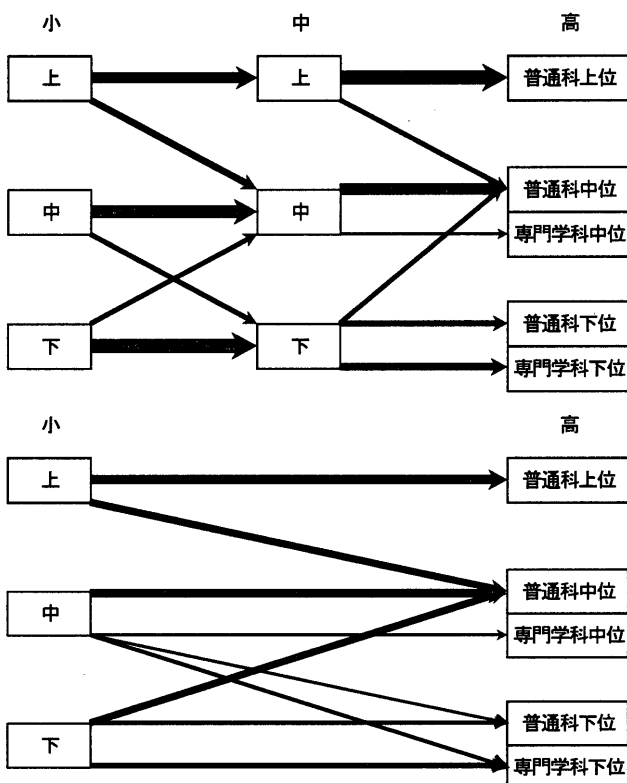 小 中 高
上 上 普通科上位
中 中 普通科中位
専門学科中位
下 下 普通科下位
専門学科下位
小 高
上 普通科上位
中 普通科中位
専門学科中位
普通科下位
下 専門学科下位